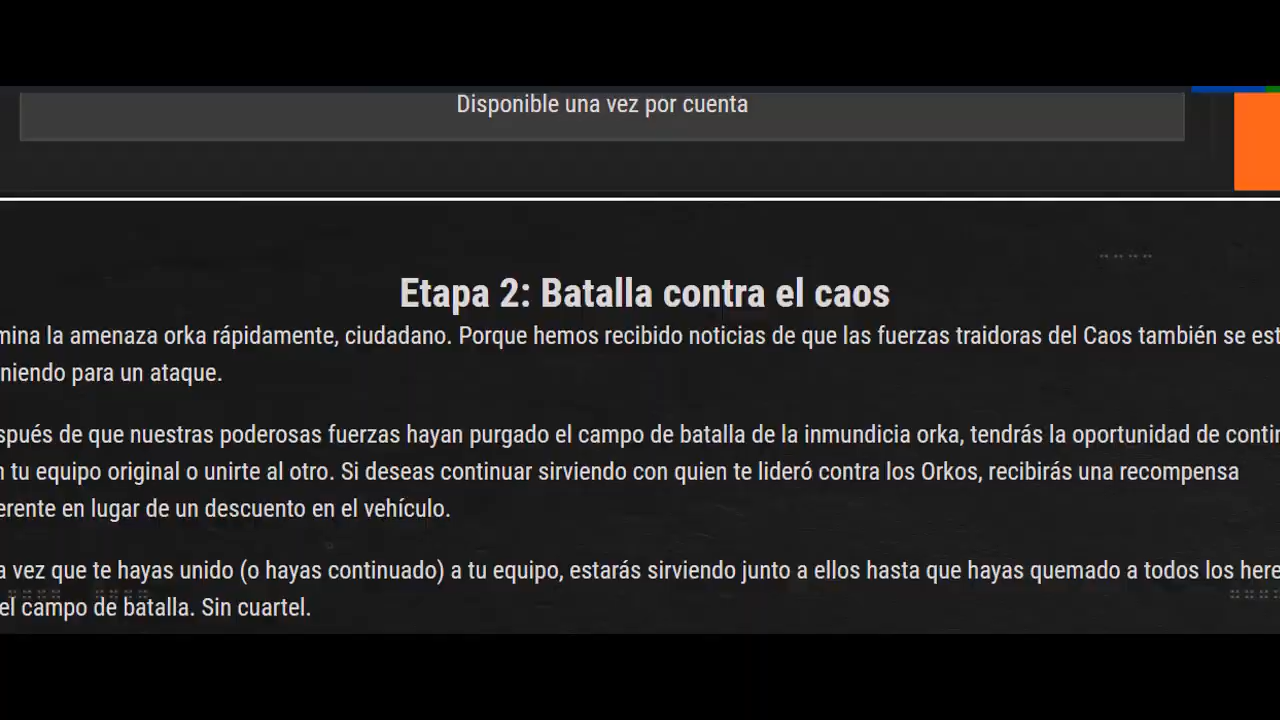 Disponible una vez por cuenta
Etapa 2: Batalla contra el caos
mina la amenaza orka rápidamente, ciudadano. Porque hemos recibido noticias de que las fuerzas traidoras del Caos también se est
niendo para un ataque.
spués de que nuestras poderosas fuerzas hayan purgado el campo de batalla de la inmundicia orka, tendrás la oportunidad de contin
n tu equipo original o unirte al otro. Si deseas continuar sirviendo con quien te lideró contra los Orkos, recibirás una recompensa
erente en lugar de un descuento en el vehículo.
a vez que te hayas unido (o hayas continuado) a tu equipo, estarás sirviendo junto a ellos hasta que hayas quemado a todos los here
el campo de batalla. Sin cuartel.